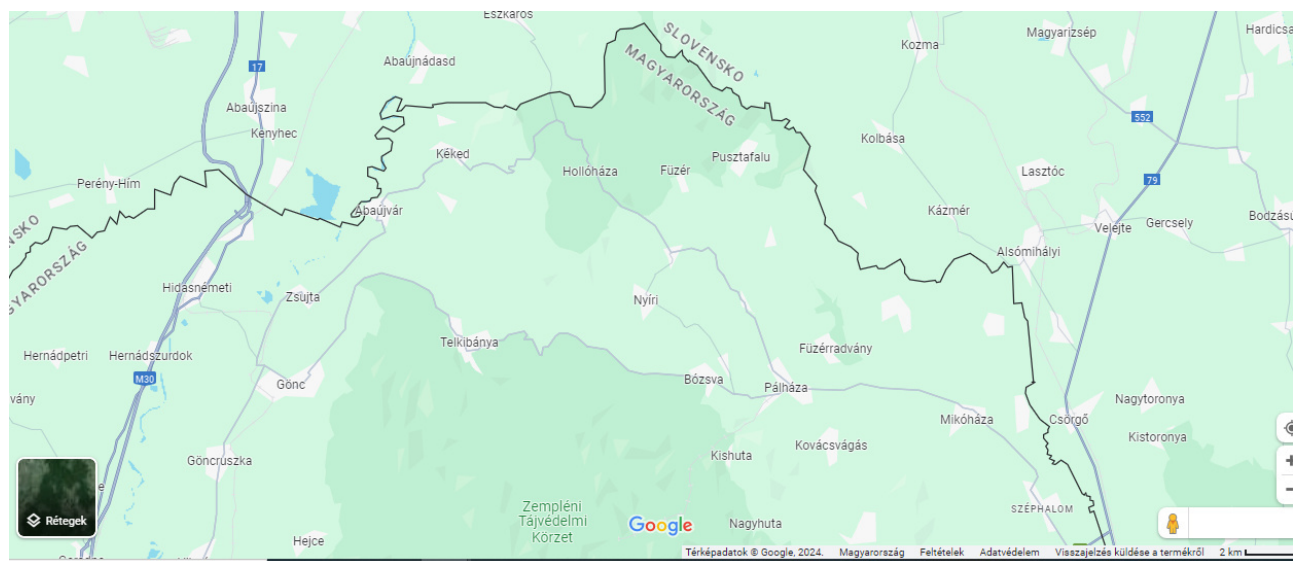 Eszkáros
SLOVENSKO
MAGYARORSZÁG
Kozma
Magyarizsép
Hardicsa
17
Abaújnádasd
Abaújszina
Kenyhec
552
Kolbása
Kéked
Pusztafalu
Hollóháza
Füzér
Lasztóc
79
Perény-Hím
Abaújvár
Kázmér
Velejte
Gercsely
Bodzású
NSKO
GYARORSZÁG
Alsómihályi
Hidasnémeti
Zsujta
Nyíri
Hernádpetri
Hernádszurdok
Telkibánya
Füzérradvány
M30
Gönc
Bózsva
Pálháza
vány
Nagytoronya
Mikóháza
Csörgő
Kistoronya
Kovácsvágás
Göncruszka
Kishuta
Rétegek
Zempléni
Tájvédelmi
Körzet
SZÉPHALOM
Google
Nagyhuta
Hejce
Térképadatok © Google, 2024. Magyarország Feltételek Adatvédelem Visszajelzés küldése a termékről 2 km